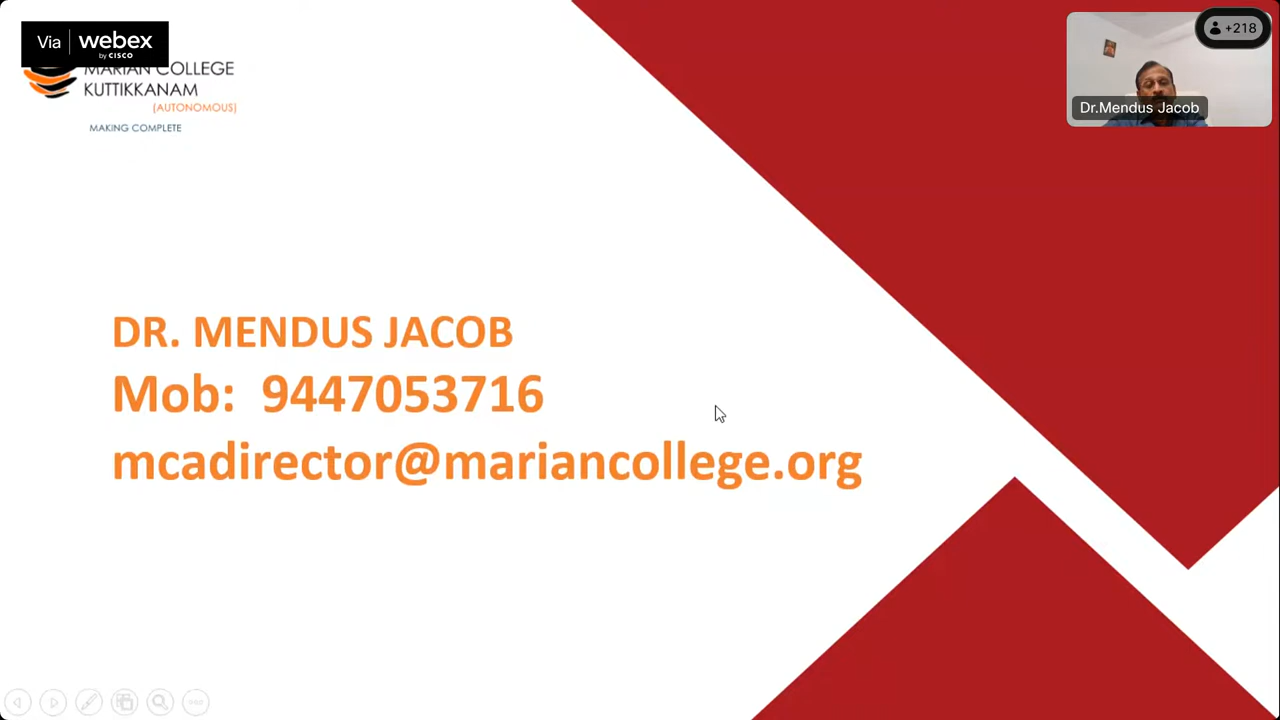 Via webex
by CISCO
MARIAN COLLEGE
KUTTIKKANAM
(AUTONOMOUS)
MAKING COMPLETE
+218
Dr.Mendus Jacob
DR. MENDUS JACOB
Mob: 9447053716
mcadirector@mariancollege.org